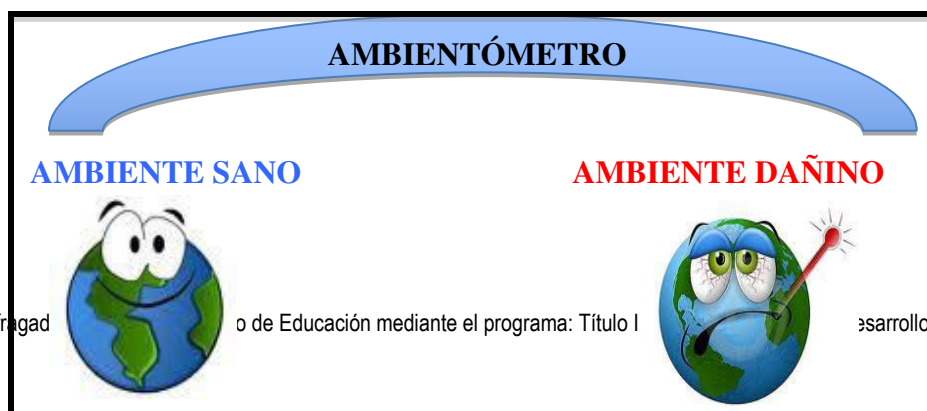 AMBIENTÓMETRO
AMBIENTE SANO AMBIENTE DAÑINO
o de Educación mediante el programa: Título I